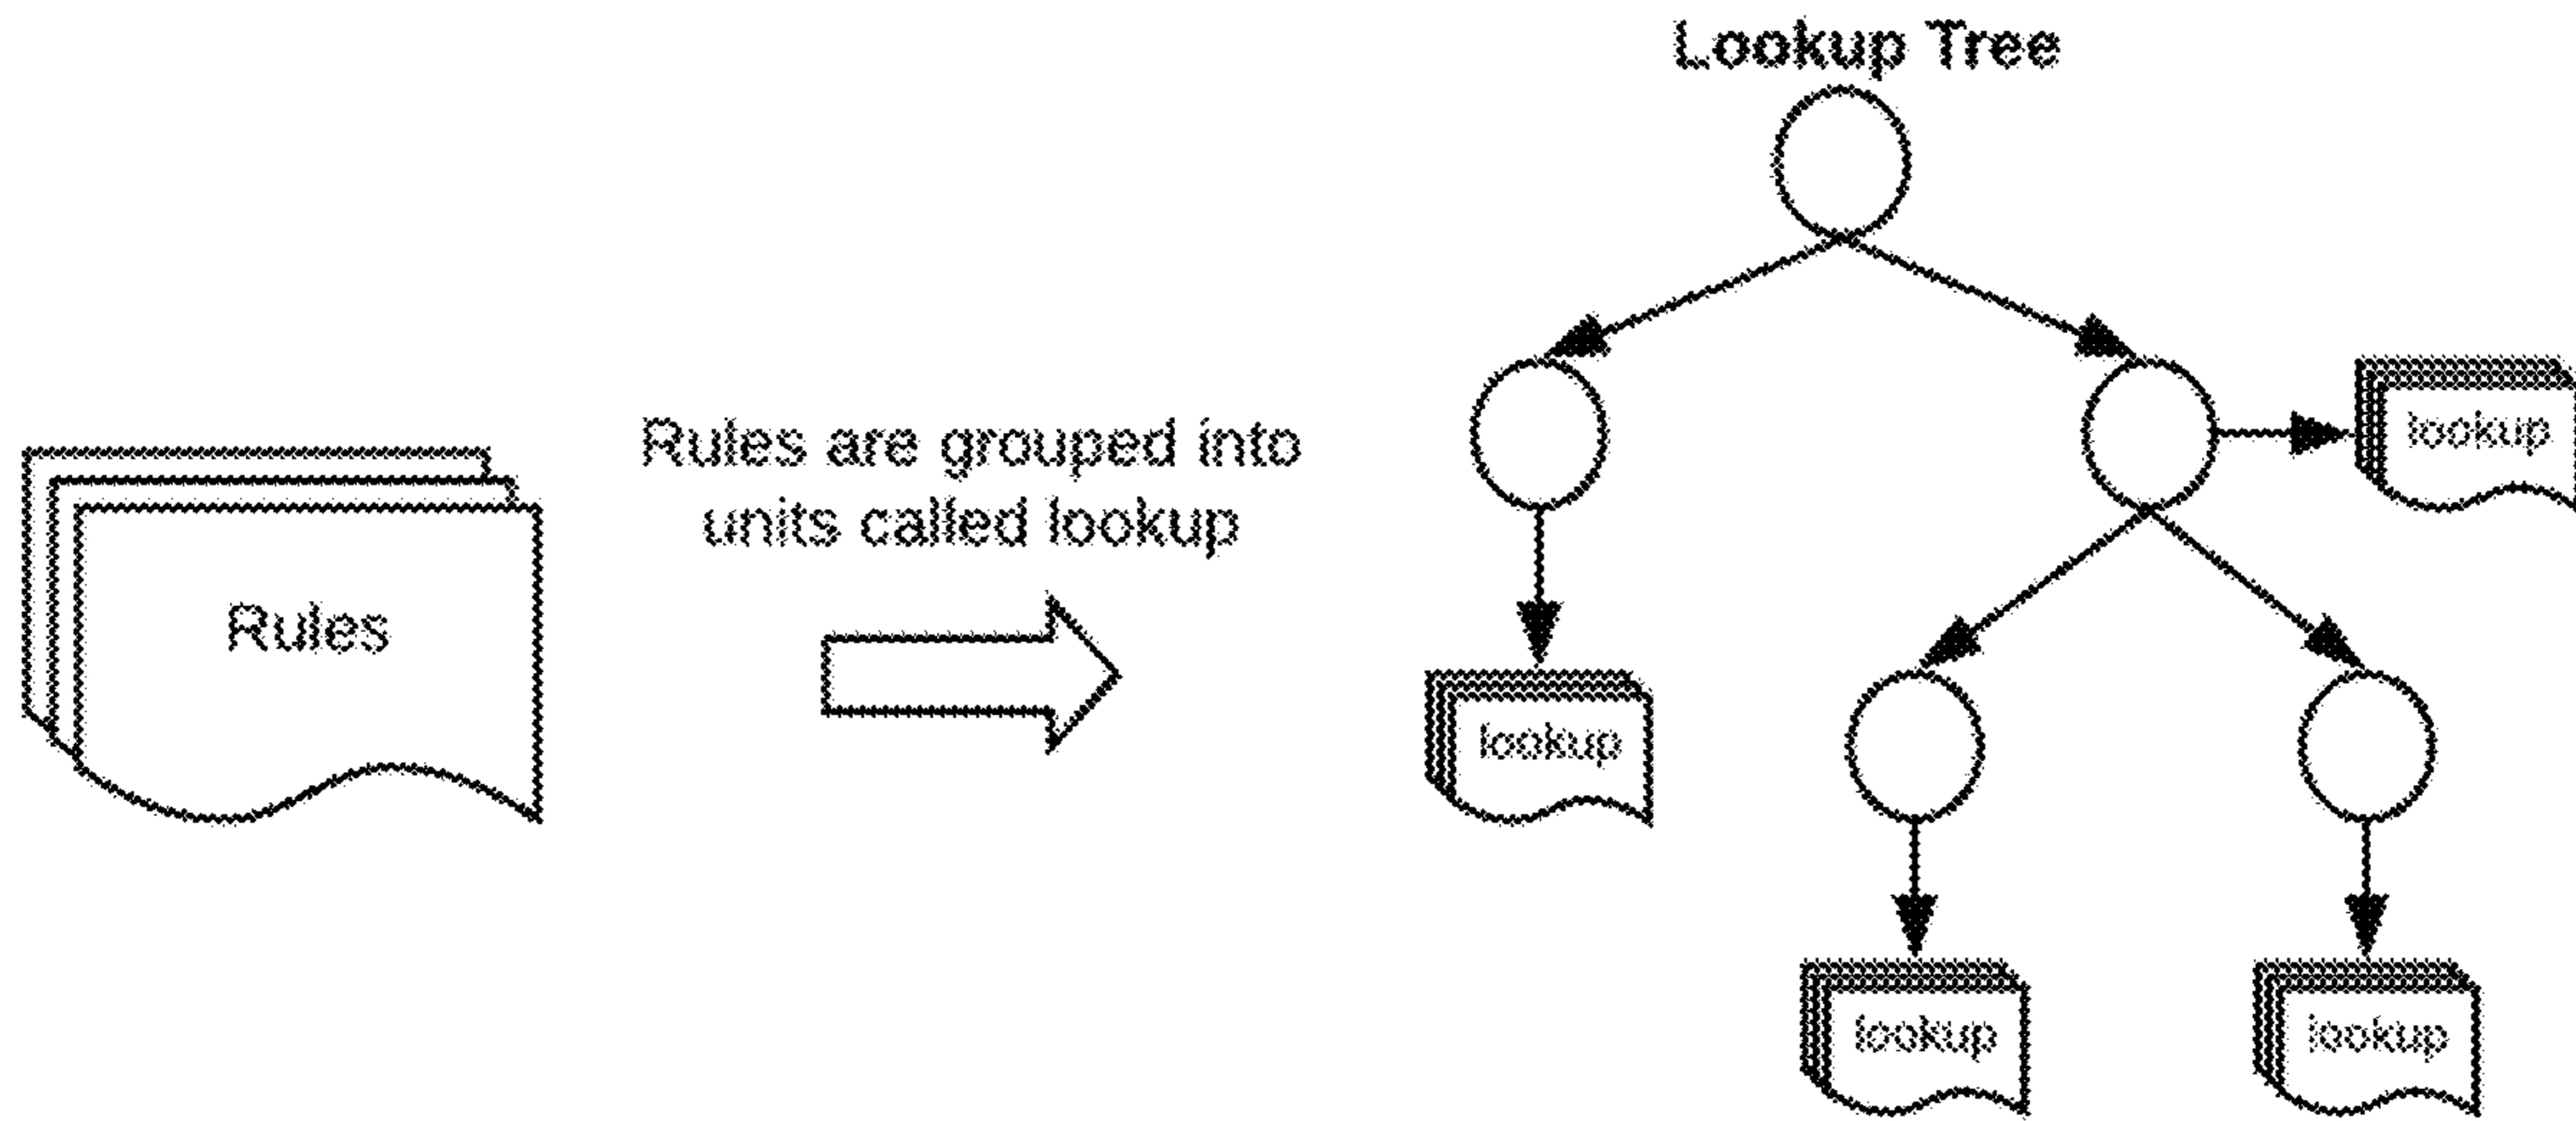 Lookup Tree
Rules are grouped into
units called lookup
Rules
lookup
lookup
lookup
lookup